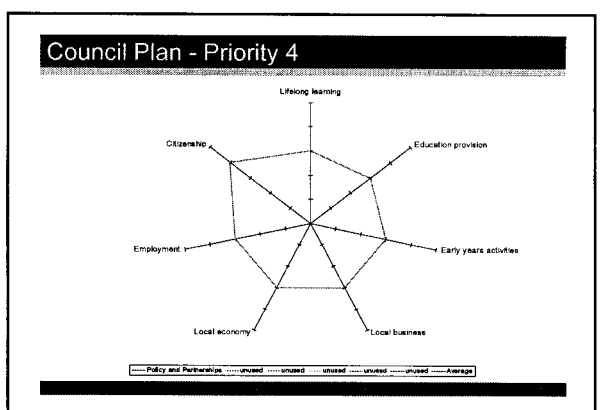 Council Plan - Priority 4
Lifelong learning
Citizenship
Education provision
Employment
Early years activities
Local economy
Local business
Policy and Partnerships unused unused unused unused unused Average